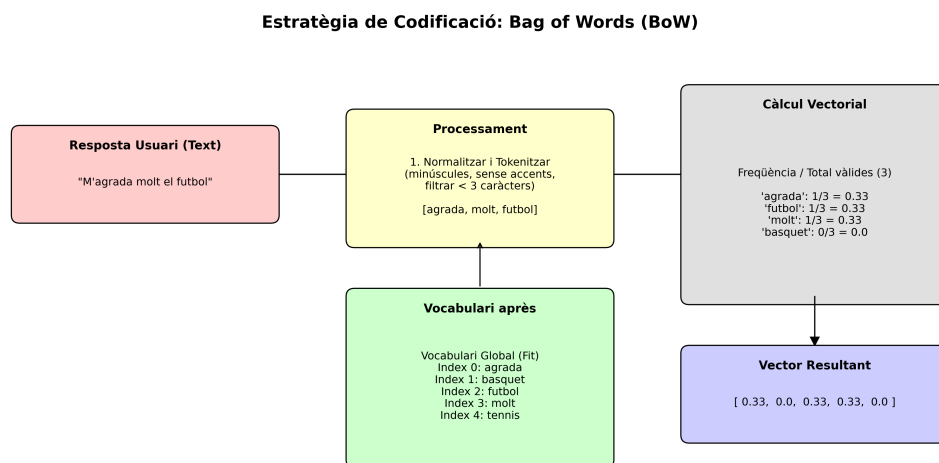 Estratègia de Codificació: Bag of Words (BoW)
Resposta Usuari (Text)
"M'agrada molt el futbol"
Processament
1. Normalitzar i Tokenitzar
(minúscules, sense accents,
filtrar < 3 caràcters)
[agrada, molt, futbol]
Vocabulari après
Vocabulari Global (Fit)
Index 0: agrada
Index 1: basquet
Index 2: futbol
Index 3: molt
Index 4: tennis
Càlcul Vectorial
Freqüència / Total vàlides (3)
'agrada': 1/3 = 0.33
'futbol': 1/3 = 0.33
'molt': 1/3 = 0.33
'basquet': 0/3 = 0.0
Vector Resultant
[ 0.33,  0.0,  0.33,  0.33,  0.0 ]